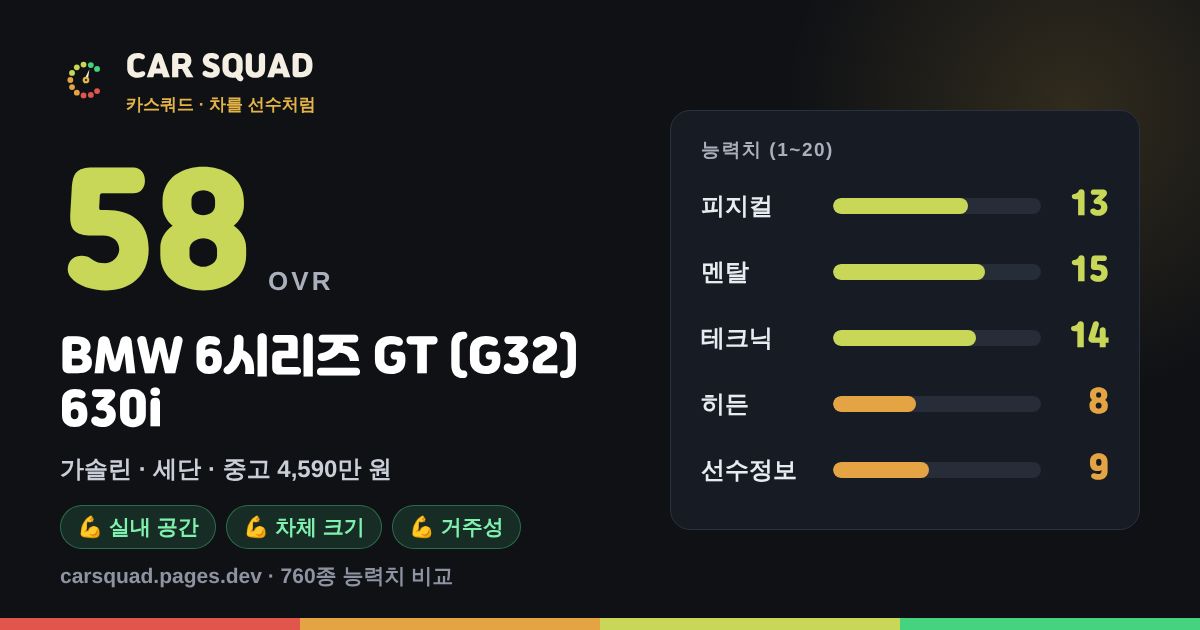 CAR SQUAD
카스쿼드 · 차를 선수처럼
58 OVR
BMW 6시리즈 GT (G32)
630i
가솔린 · 세단 · 중고 4,590만 원
💪 실내 공간 💪 차체 크기 💪 거주성
carsquad.pages.dev · 760종 능력치 비교
능력치 (1~20)
피지컬 13
멘탈 15
테크닉 14
히든 8
선수정보 9